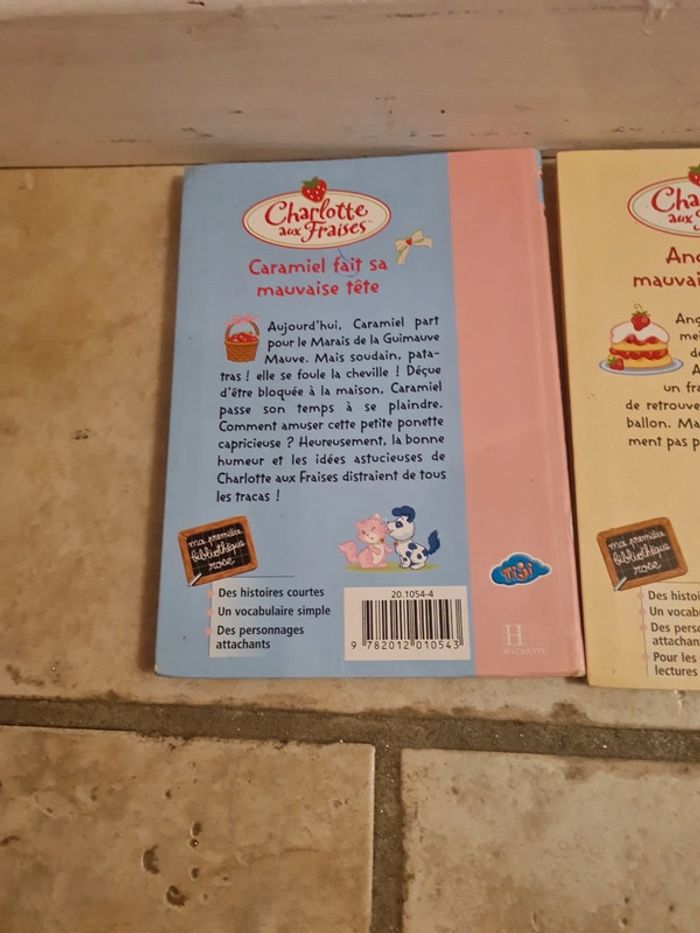 Charlotte
aux Fraises
Caramiel fait sa
mauvaise tête
Aujourd'hui, Caramiel part
pour le Marais de la Guimauve
Mauve. Mais soudain, pata-
tras ! elle se foule la cheville ! Déçue
d'être bloquée à la maison, Caramiel
passe son temps à se plaindre.
Comment amuser cette petite ponette
capricieuse ? Heureusement, la bonne
humeur et les idées astucieuses de
Charlotte aux Fraises distraient de tous
les tracas !
ma première
bibliothèque
rose
Des histoires courtes
Un vocabulaire simple
Des personnages
attachants
20.1054-4
9 782012 010543
TiJi
H
HACHETTE
Cha
aux
mauvai
mei
un fra
de retrouve
ballon. Ma
ment pas p
ma première
bibliothèque
rose
Des histoi
Un vocabu
Des perso
attachan
Pour les
lectures